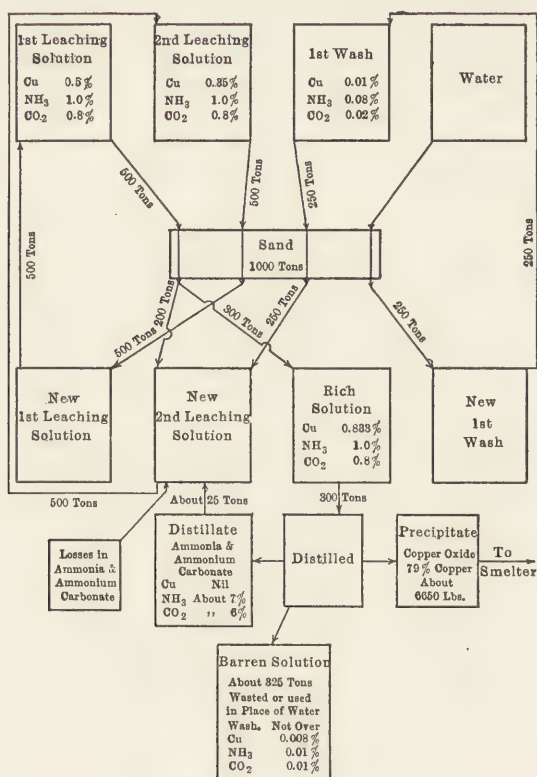 1st Leaching
Solution
Cu 0.5%
NH₃ 1.0%
CO₂ 0.8%
2nd Leaching
Solution
Cu 0.35%
NH₃ 1.0%
CO₂ 0.8%
1st Wash
Cu 0.01%
NH₃ 0.08%
CO₂ 0.02%
Water
500 Tons
500 Tons
250 Tons
500 Tons
250 Tons
Sand
1000 Tons
500 Tons
200 Tons
300 Tons
250 Tons
250 Tons
New
1st Leaching
Solution
New
2nd Leaching
Solution
Rich
Solution
Cu 0.833%
NH₃ 1.0%
CO₂ 0.8%
New
1st
Wash
500 Tons
About 25 Tons
300 Tons
Losses in
Ammonia &
Ammonium
Carbonate
Distillate
Ammonia &
Ammonium
Carbonate
Cu Nil
NH₃ About 7%
CO₂ ,, 6%
Distilled
Precipitate
Copper Oxide
79% Copper
About
6650 Lbs.
To
Smelter
Barren Solution
About 325 Tons
Wasted or used
in Place of Water
Wash. Not Over
Cu 0.008%
NH₃ 0.01%
CO₂ 0.01%